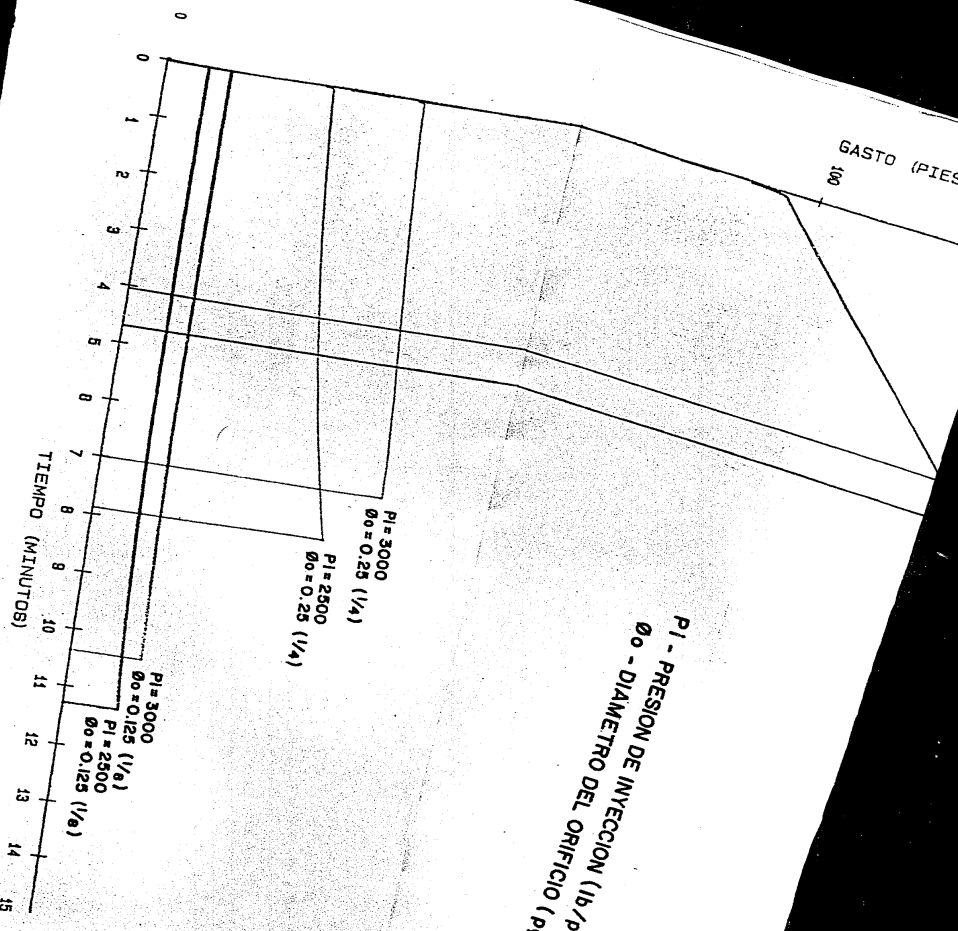 GASTO (PIES
100
0
0
1
2
3
4
5
6
7
8
9
10
11
12
13
14
15
TIEMPO (MINUTOS)
PI = 3000
Øo = 0.25 (1/4)
PI = 2500
Øo = 0.25 (1/4)
PI = 3000
Øo = 0.125 (1/8)
PI = 2500
Øo = 0.125 (1/8)
PI - PRESION DE INYECCION (lb/p
Øo - DIAMETRO DEL ORIFICIO (p